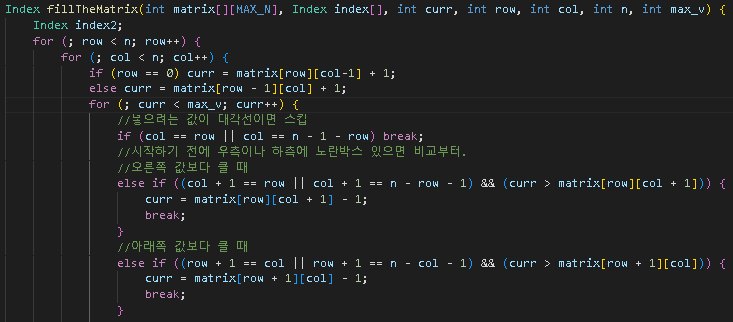 Index fillTheMatrix(int matrix[][MAX_N], Index index[], int curr, int row, int col, int n, int max_v) {
    Index index2;
    for (; row < n; row++) {
        for (; col < n; col++) {
            if (row == 0) curr = matrix[row][col-1] + 1;
            else curr = matrix[row - 1][col] + 1;
            for (; curr < max_v; curr++) {
                //넣으려는 값이 대각선이면 스킵
                if (col == row || col == n - 1 - row) break;
                //시작하기 전에 우측이나 하측에 노란박스 있으면 비교부터.
                //오른쪽 값보다 클 때
                else if ((col + 1 == row || col + 1 == n - row - 1) && (curr > matrix[row][col + 1])) {
                    curr = matrix[row][col + 1] - 1;
                    break;
                }
                //아래쪽 값보다 클 때
                else if ((row + 1 == col || row + 1 == n - col - 1) && (curr > matrix[row + 1][col])) {
                    curr = matrix[row + 1][col] - 1;
                    break;
                }